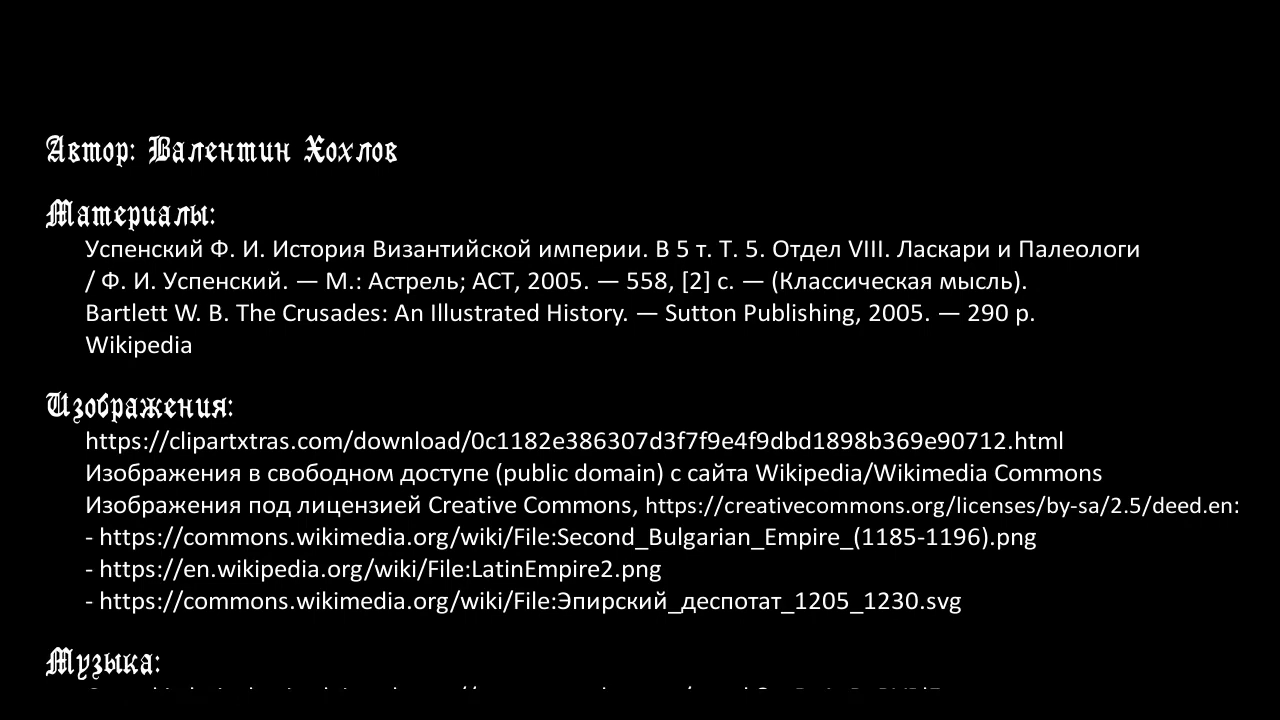 Автор: Валентин Хохлов
Материалы:
Успенский Ф. И. История Византийской империи. В 5 т. Т. 5. Отдел VIII. Ласкари и Палеологи
/ Ф. И. Успенский. — М.: Астрель; АСТ, 2005. — 558, [2] с. — (Классическая мысль).
Bartlett W. B. The Crusades: An Illustrated History. — Sutton Publishing, 2005. — 290 p.
Wikipedia
Изображения:
https://clipartxtras.com/download/0c1182e386307d3f7f9e4f9dbd1898b369e90712.html
Изображения в свободном доступе (public domain) с сайта Wikipedia/Wikimedia Commons
Изображения под лицензией Creative Commons, https://creativecommons.org/licenses/by-sa/2.5/deed.en:
- https://commons.wikimedia.org/wiki/File:Second_Bulgarian_Empire_(1185-1196).png
- https://en.wikipedia.org/wiki/File:LatinEmpire2.png
- https://commons.wikimedia.org/wiki/File:Эпирский_деспотат_1205_1230.svg
Музыка: